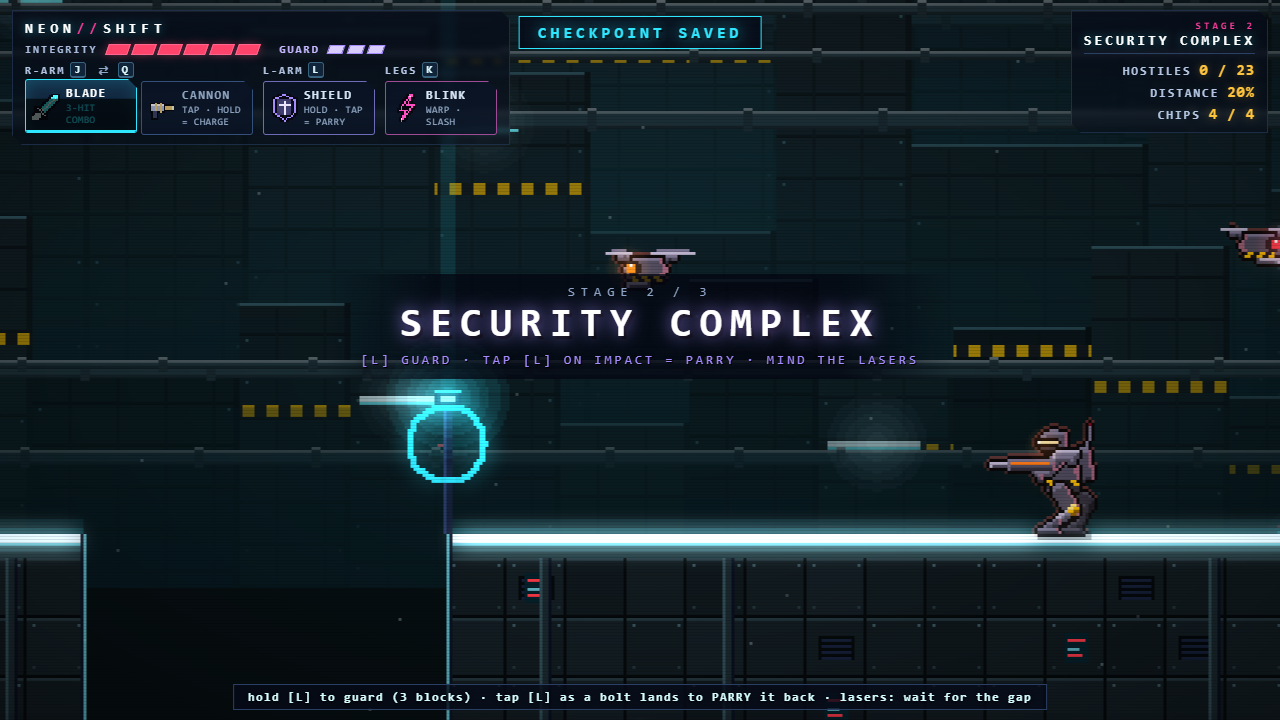 NEON//SHIFT
INTEGRITY GUARD
R-ARM J ⇄ Q L-ARM L LEGS K
BLADE
3-HIT
COMBO
CANNON
TAP · HOLD
= CHARGE
SHIELD
HOLD · TAP
= PARRY
BLINK
WARP ·
SLASH
CHECKPOINT SAVED
STAGE 2
SECURITY COMPLEX
HOSTILES 0 / 23
DISTANCE 20%
CHIPS 4 / 4
STAGE 2 / 3
SECURITY COMPLEX
[L] GUARD · TAP [L] ON IMPACT = PARRY · MIND THE LASERS
hold [L] to guard (3 blocks) · tap [L] as a bolt lands to PARRY it back · lasers: wait for the gap